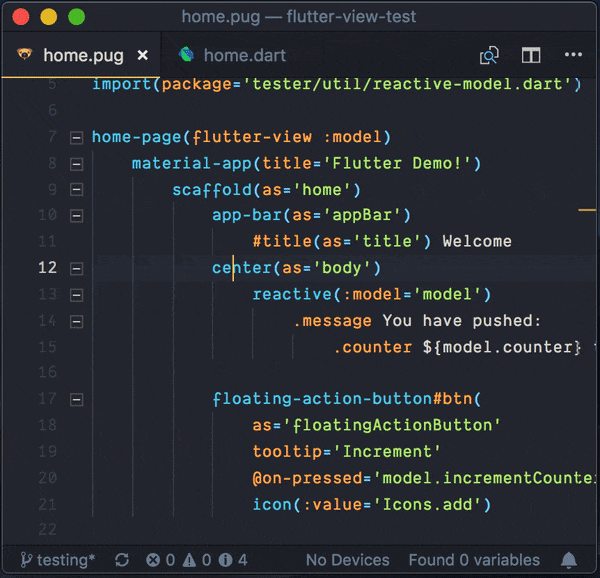 home.pug — flutter-view-test
home.pug × home.dart
5 import(package='tester/util/reactive-model.dart')
6
7 home-page(flutter-view :model)
8 material-app(title='Flutter Demo!')
9 scaffold(as='home')
10 app-bar(as='appBar')
11 #title(as='title') Welcome
12 center(as='body')
13 reactive(:model='model')
14 .message You have pushed:
15 .counter ${model.counter}
16
17 floating-action-button#btn(
18 as='floatingActionButton'
19 tooltip='Increment'
20 @on-pressed='model.incrementCounte
21 icon(:value='Icons.add')
22
testing* 0 0 4 No Devices Found 0 variables